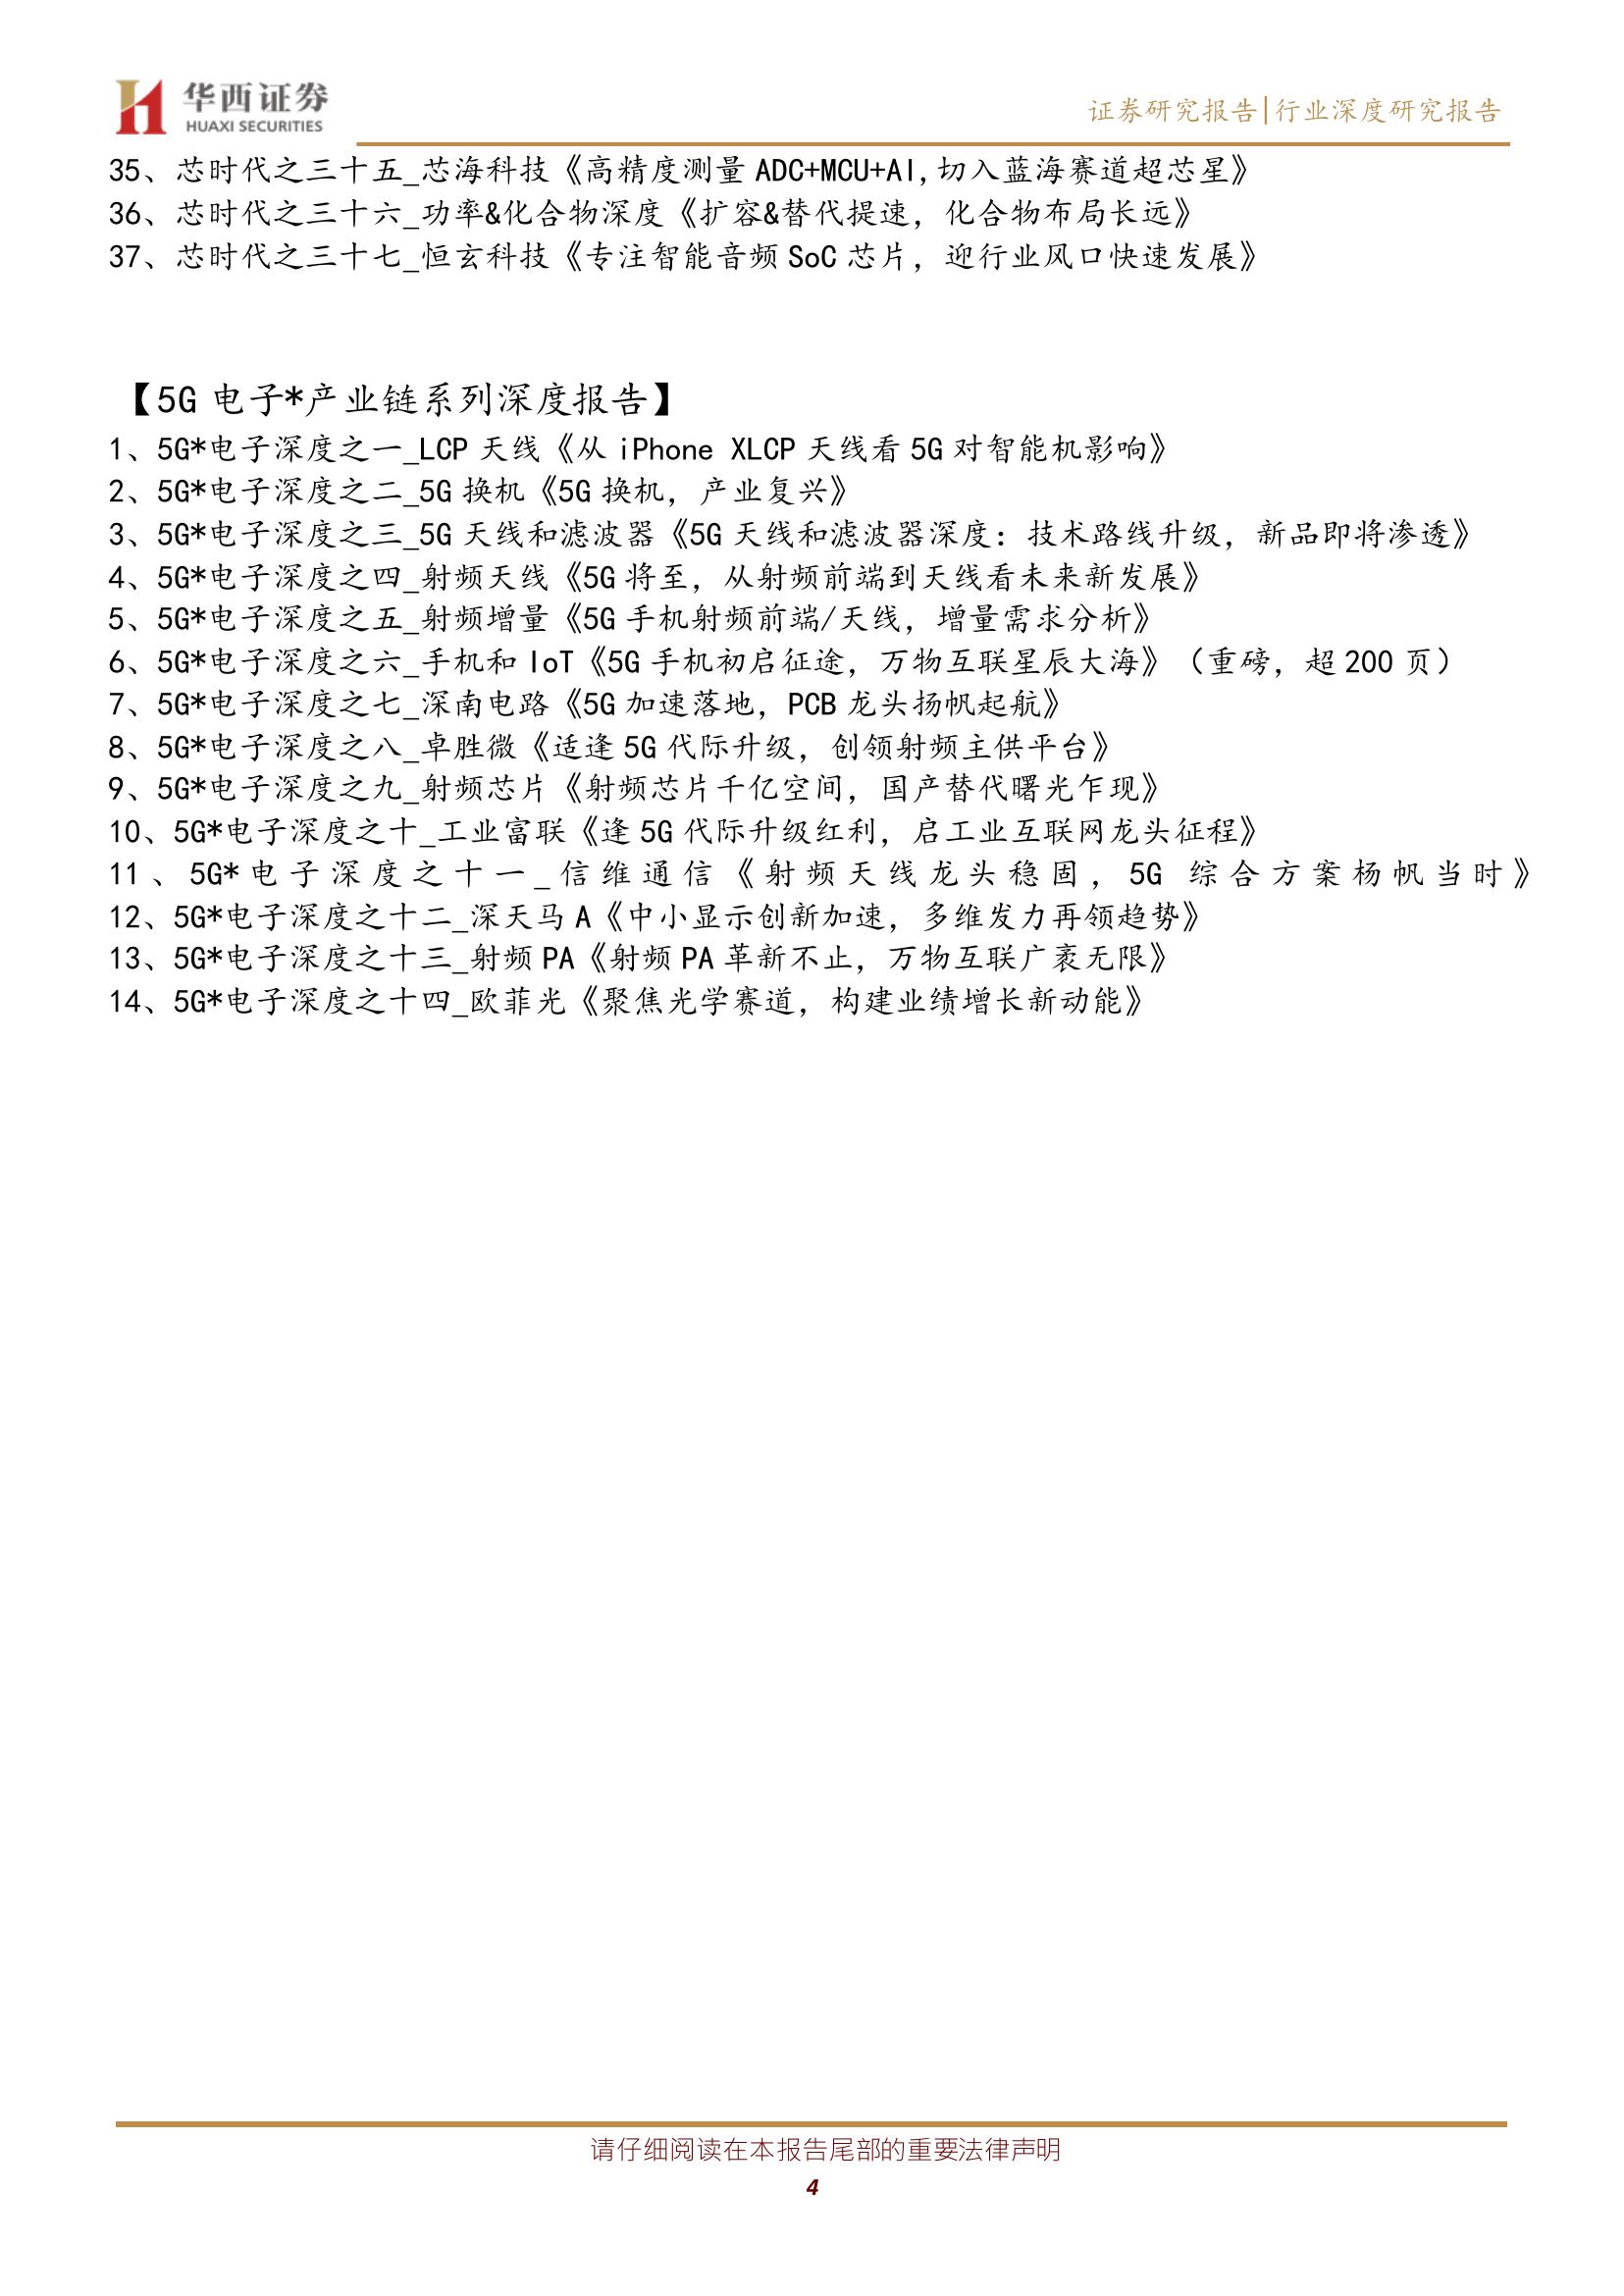 华西证券
HUAXI SECURITIES
证券研究报告|行业深度研究报告
35、芯时代之三十五_芯海科技《高精度测量 ADC+MCU+AI,切入蓝海赛道超芯星》
36、芯时代之三十六_功率&化合物深度《扩容&替代提速，化合物布局长远》
37、芯时代之三十七_恒玄科技《专注智能音频 SoC 芯片，迎行业风口快速发展》
【5G 电子*产业链系列深度报告】
1、5G*电子深度之一_LCP 天线《从 iPhone XLCP 天线看 5G 对智能机影响》
2、5G*电子深度之二_5G 换机《5G 换机，产业复兴》
3、5G*电子深度之三_5G 天线和滤波器《5G 天线和滤波器深度：技术路线升级，新品即将渗透》
4、5G*电子深度之四_射频天线《5G 将至，从射频前端到天线看未来新发展》
5、5G*电子深度之五_射频增量《5G 手机射频前端/天线，增量需求分析》
6、5G*电子深度之六_手机和 IoT《5G 手机初启征途，万物互联星辰大海》（重磅，超 200 页）
7、5G*电子深度之七_深南电路《5G 加速落地，PCB 龙头扬帆起航》
8、5G*电子深度之八_卓胜微《适逢 5G 代际升级，创领射频主供平台》
9、5G*电子深度之九_射频芯片《射频芯片千亿空间，国产替代曙光乍现》
10、5G*电子深度之十_工业富联《逢 5G 代际升级红利，启工业互联网龙头征程》
11、5G*电子深度之十一_信维通信《射频天线龙头稳固，5G 综合方案杨帆当时》
12、5G*电子深度之十二_深天马 A《中小显示创新加速，多维发力再领趋势》
13、5G*电子深度之十三_射频 PA《射频 PA 革新不止，万物互联广袤无限》
14、5G*电子深度之十四_欧菲光《聚焦光学赛道，构建业绩增长新动能》
请仔细阅读在本报告尾部的重要法律声明
4